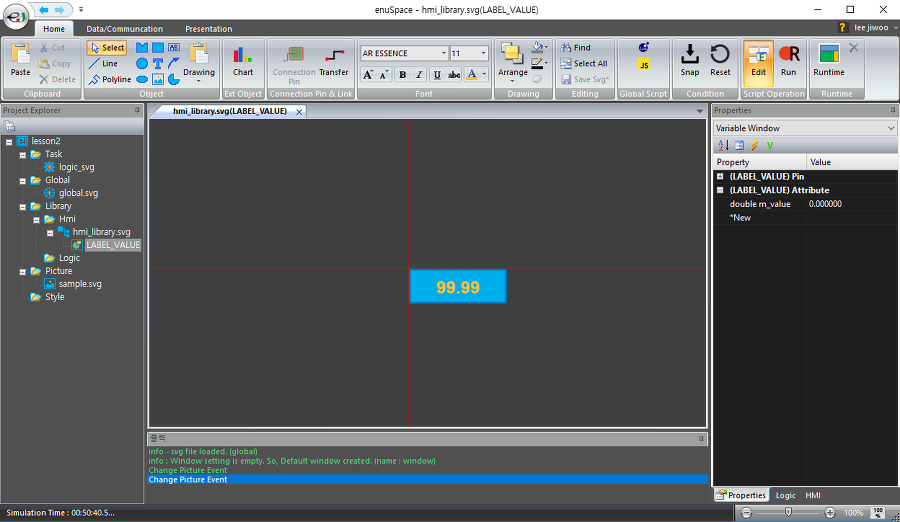 enuSpace - hmi_library.svg(LABEL_VALUE)
Home Data/Communcation Presentation
lee jiwoo
Paste
Cut
Copy
Delete
Clipboard
Select
Line
Polyline
AB
T
Drawing
Object
Chart
Ext Object
Connection Pin
Transfer
Connection Pin & Link
AR ESSENCE 11
A A B I U abc A
Font
Arrange
Drawing
Find
Select All
Save Svg*
Editing
JS
Global Script
Snap Reset
Condition
Edit Run
Script Operation
Runtime
Runtime
Project Explorer
lesson2
Task
logic_svg
Global
global.svg
Library
Hmi
hmi_library.svg
LABEL_VALUE
Logic
Picture
sample.svg
Style
hmi_library.svg(LABEL_VALUE)
99.99
출력
info - svg file loaded. (global)
info : Window setting is empty. So, Default window created. (name : window)
Change Picture Event
Change Picture Event
Properties
Variable Window
Property Value
(LABEL_VALUE) Pin
(LABEL_VALUE) Attribute
double m_value 0.000000
*New
Properties Logic HMI
Simulation Time : 00:50:40.5...
100%
100 %